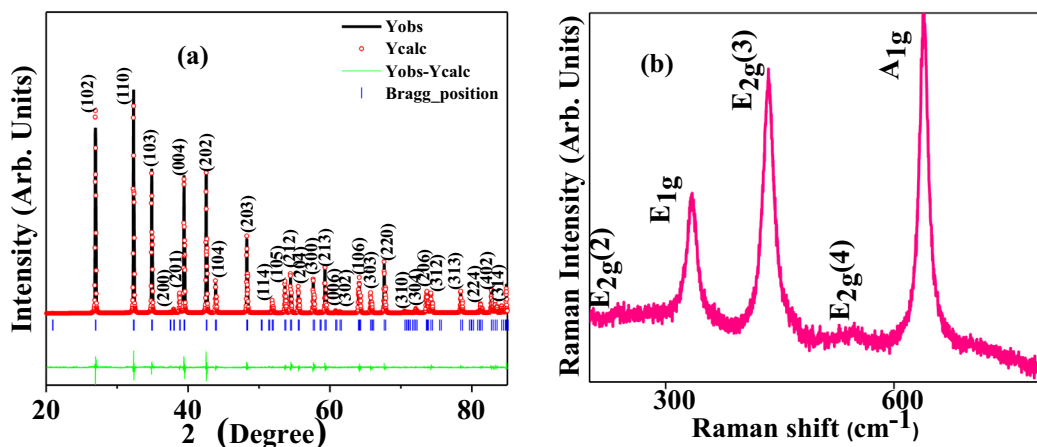 (a)
Yobs
Ycalc
Yobs-Ycalc
Bragg_position
Intensity (Arb. Units)
(102)
(110)
(103)
(200)
(201)
(004)
(202)
(104)
(203)
(114)
(105)
(212)
(204)
(300)
(213)
(006)
(302)
(106)
(303)
(220)
(310)
(304)
(206)
(312)
(313)
(224)
(402)
(314)
20 40 60 80
2 (Degree)
(b)
Raman Intensity (Arb. Units)
E2g(2)
E1g
E2g(3)
E2g(4)
A1g
300 600
Raman shift (cm-1)